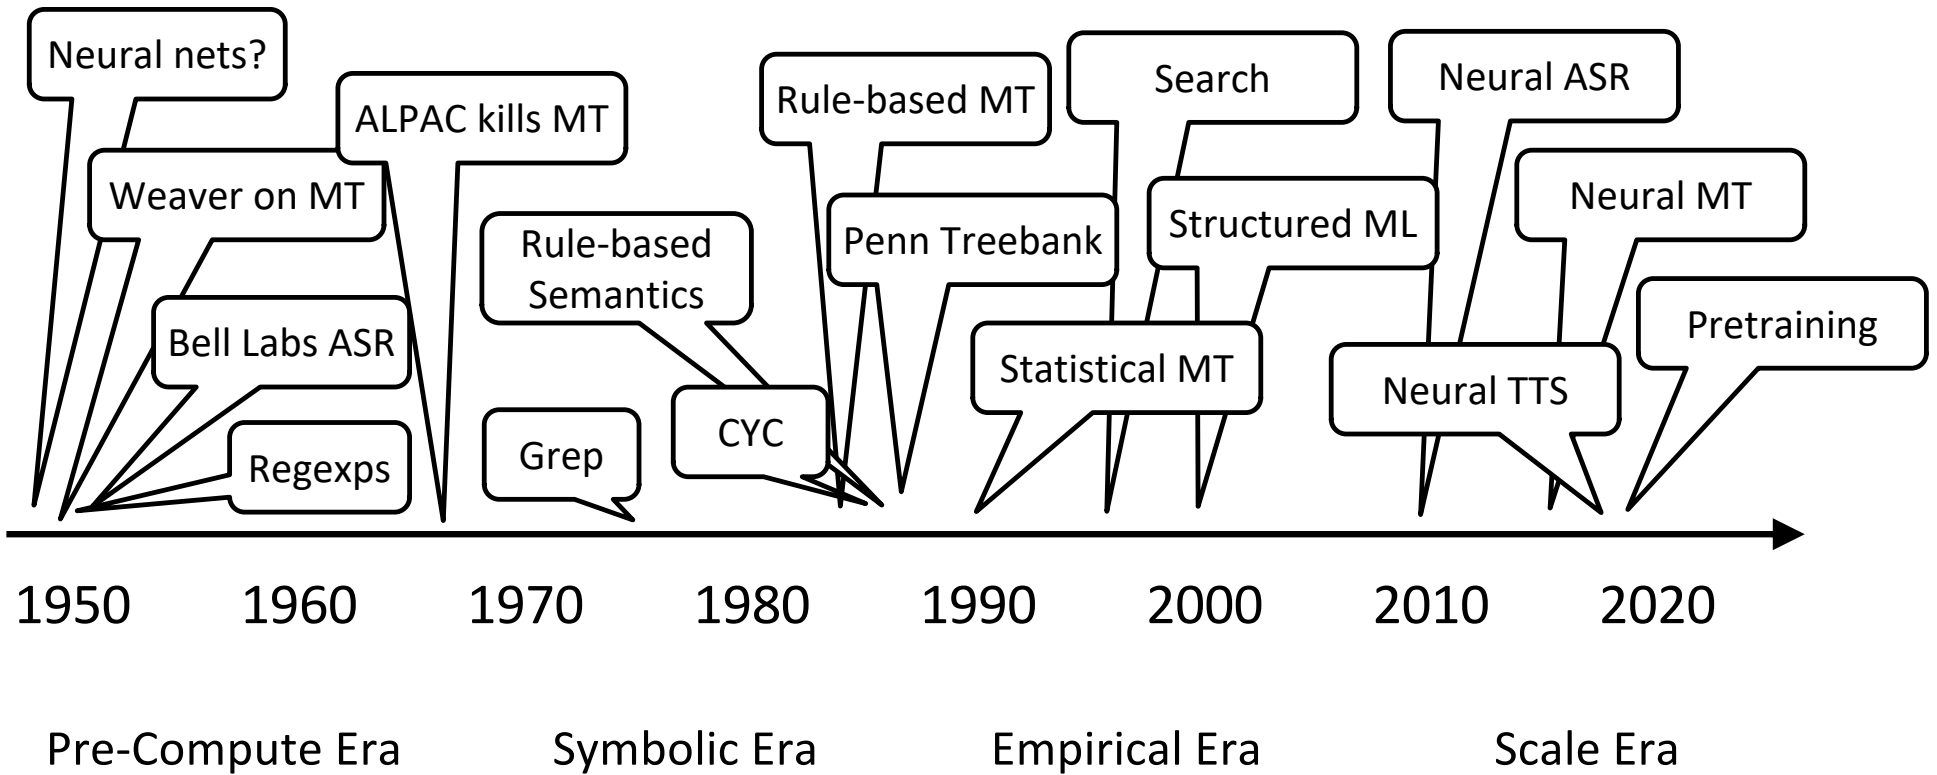 Neural nets?
Weaver on MT
Bell Labs ASR
Regexps
ALPAC kills MT
Rule-based
Semantics
Grep
CYC
Rule-based MT
Penn Treebank
Statistical MT
Search
Structured ML
Neural ASR
Neural MT
Neural TTS
Pretraining
1950 1960 1970 1980 1990 2000 2010 2020
Pre-Compute Era Symbolic Era Empirical Era Scale Era